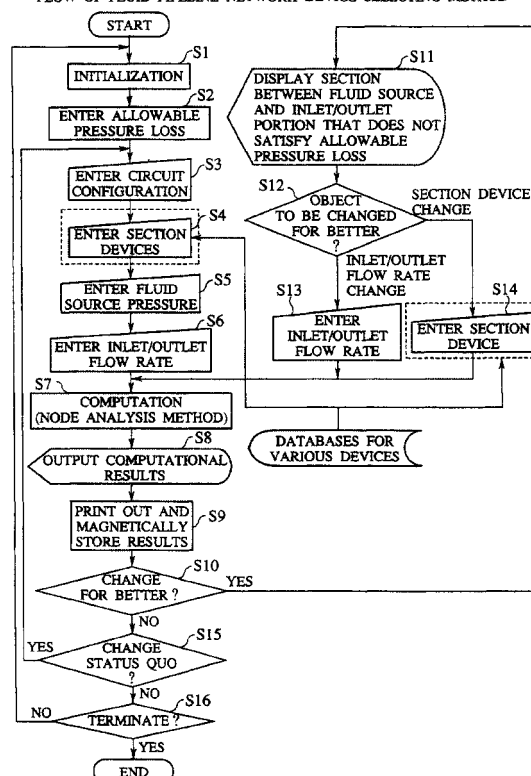 FLOW OF FLUID PIPELINE NETWORK DEVICE SELECTING METHOD
START
S1
INITIALIZATION
S2
ENTER ALLOWABLE
PRESSURE LOSS
S3
ENTER CIRCUIT
CONFIGURATION
S4
ENTER SECTION
DEVICES
S5
ENTER FLUID
SOURCE PRESSURE
S6
ENTER INLET/OUTLET
FLOW RATE
S7
COMPUTATION
(NODE ANALYSIS METHOD)
S8
OUTPUT COMPUTATIONAL
RESULTS
S9
PRINT OUT AND
MAGNETICALLY
STORE RESULTS
S10
CHANGE
FOR BETTER ?
YES
NO
S15
CHANGE
STATUS QUO
?
YES
NO
S16
TERMINATE ?
NO
YES
END
S11
DISPLAY SECTION
BETWEEN FLUID SOURCE
AND INLET/OUTLET
PORTION THAT DOES NOT
SATISFY ALLOWABLE
PRESSURE LOSS
S12
OBJECT
TO BE CHANGED
FOR BETTER
?
SECTION DEVICE
CHANGE
INLET/OUTLET
FLOW RATE
CHANGE
S13
ENTER
INLET/OUTLET
FLOW RATE
S14
ENTER SECTION
DEVICE
DATABASES FOR
VARIOUS DEVICES